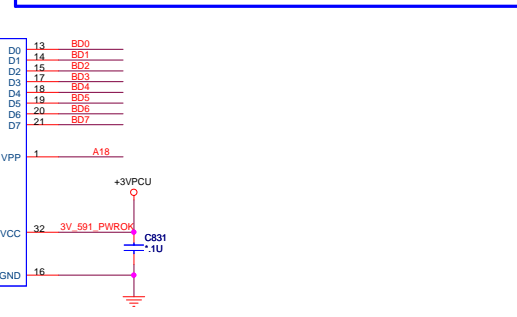 D0 13 BD0
D1 14 BD1
D2 15 BD2
D3 17 BD3
D4 18 BD4
D5 19 BD5
D6 20 BD6
D7 21 BD7
VPP 1 A18
+3VPCU
VCC 32 3V_591_PWROK
C831
*.1U
GND 16